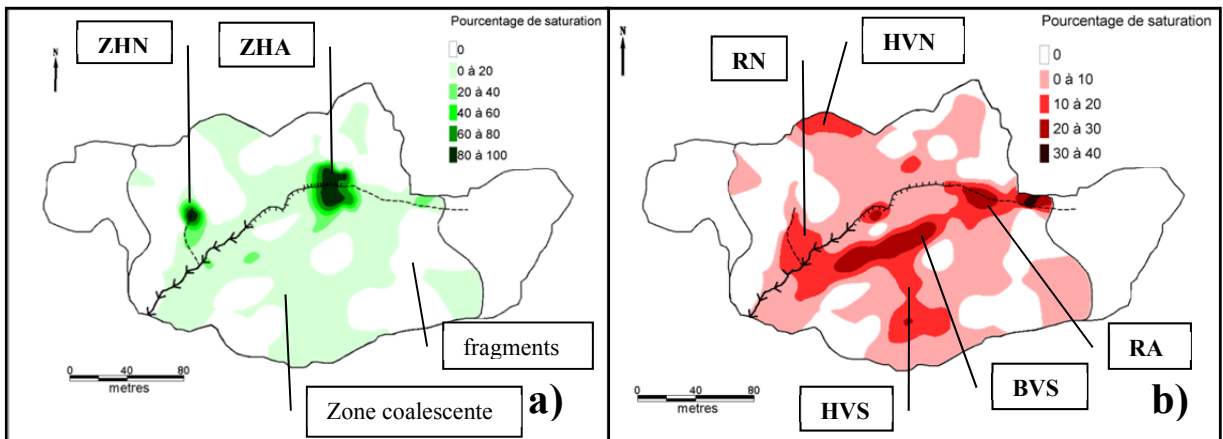 ZHN
ZHA
N
Pourcentage de saturation
0
0 à 20
20 à 40
40 à 60
60 à 80
80 à 100
fragments
Zone coalescente
0 40 80
metres
a)
N
RN
HVN
Pourcentage de saturation
0
0 à 10
10 à 20
20 à 30
30 à 40
RA
BVS
HVS
0 40 80
metres
b)